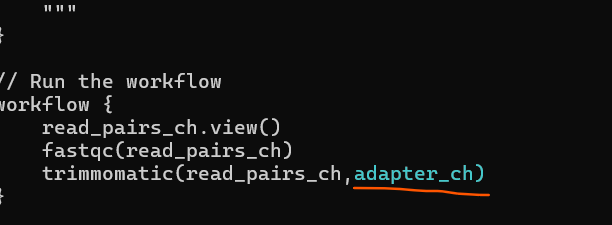 """
}
// Run the workflow
workflow {
read_pairs_ch.view()
fastqc(read_pairs_ch)
trimmomatic(read_pairs_ch,adapter_ch)
}